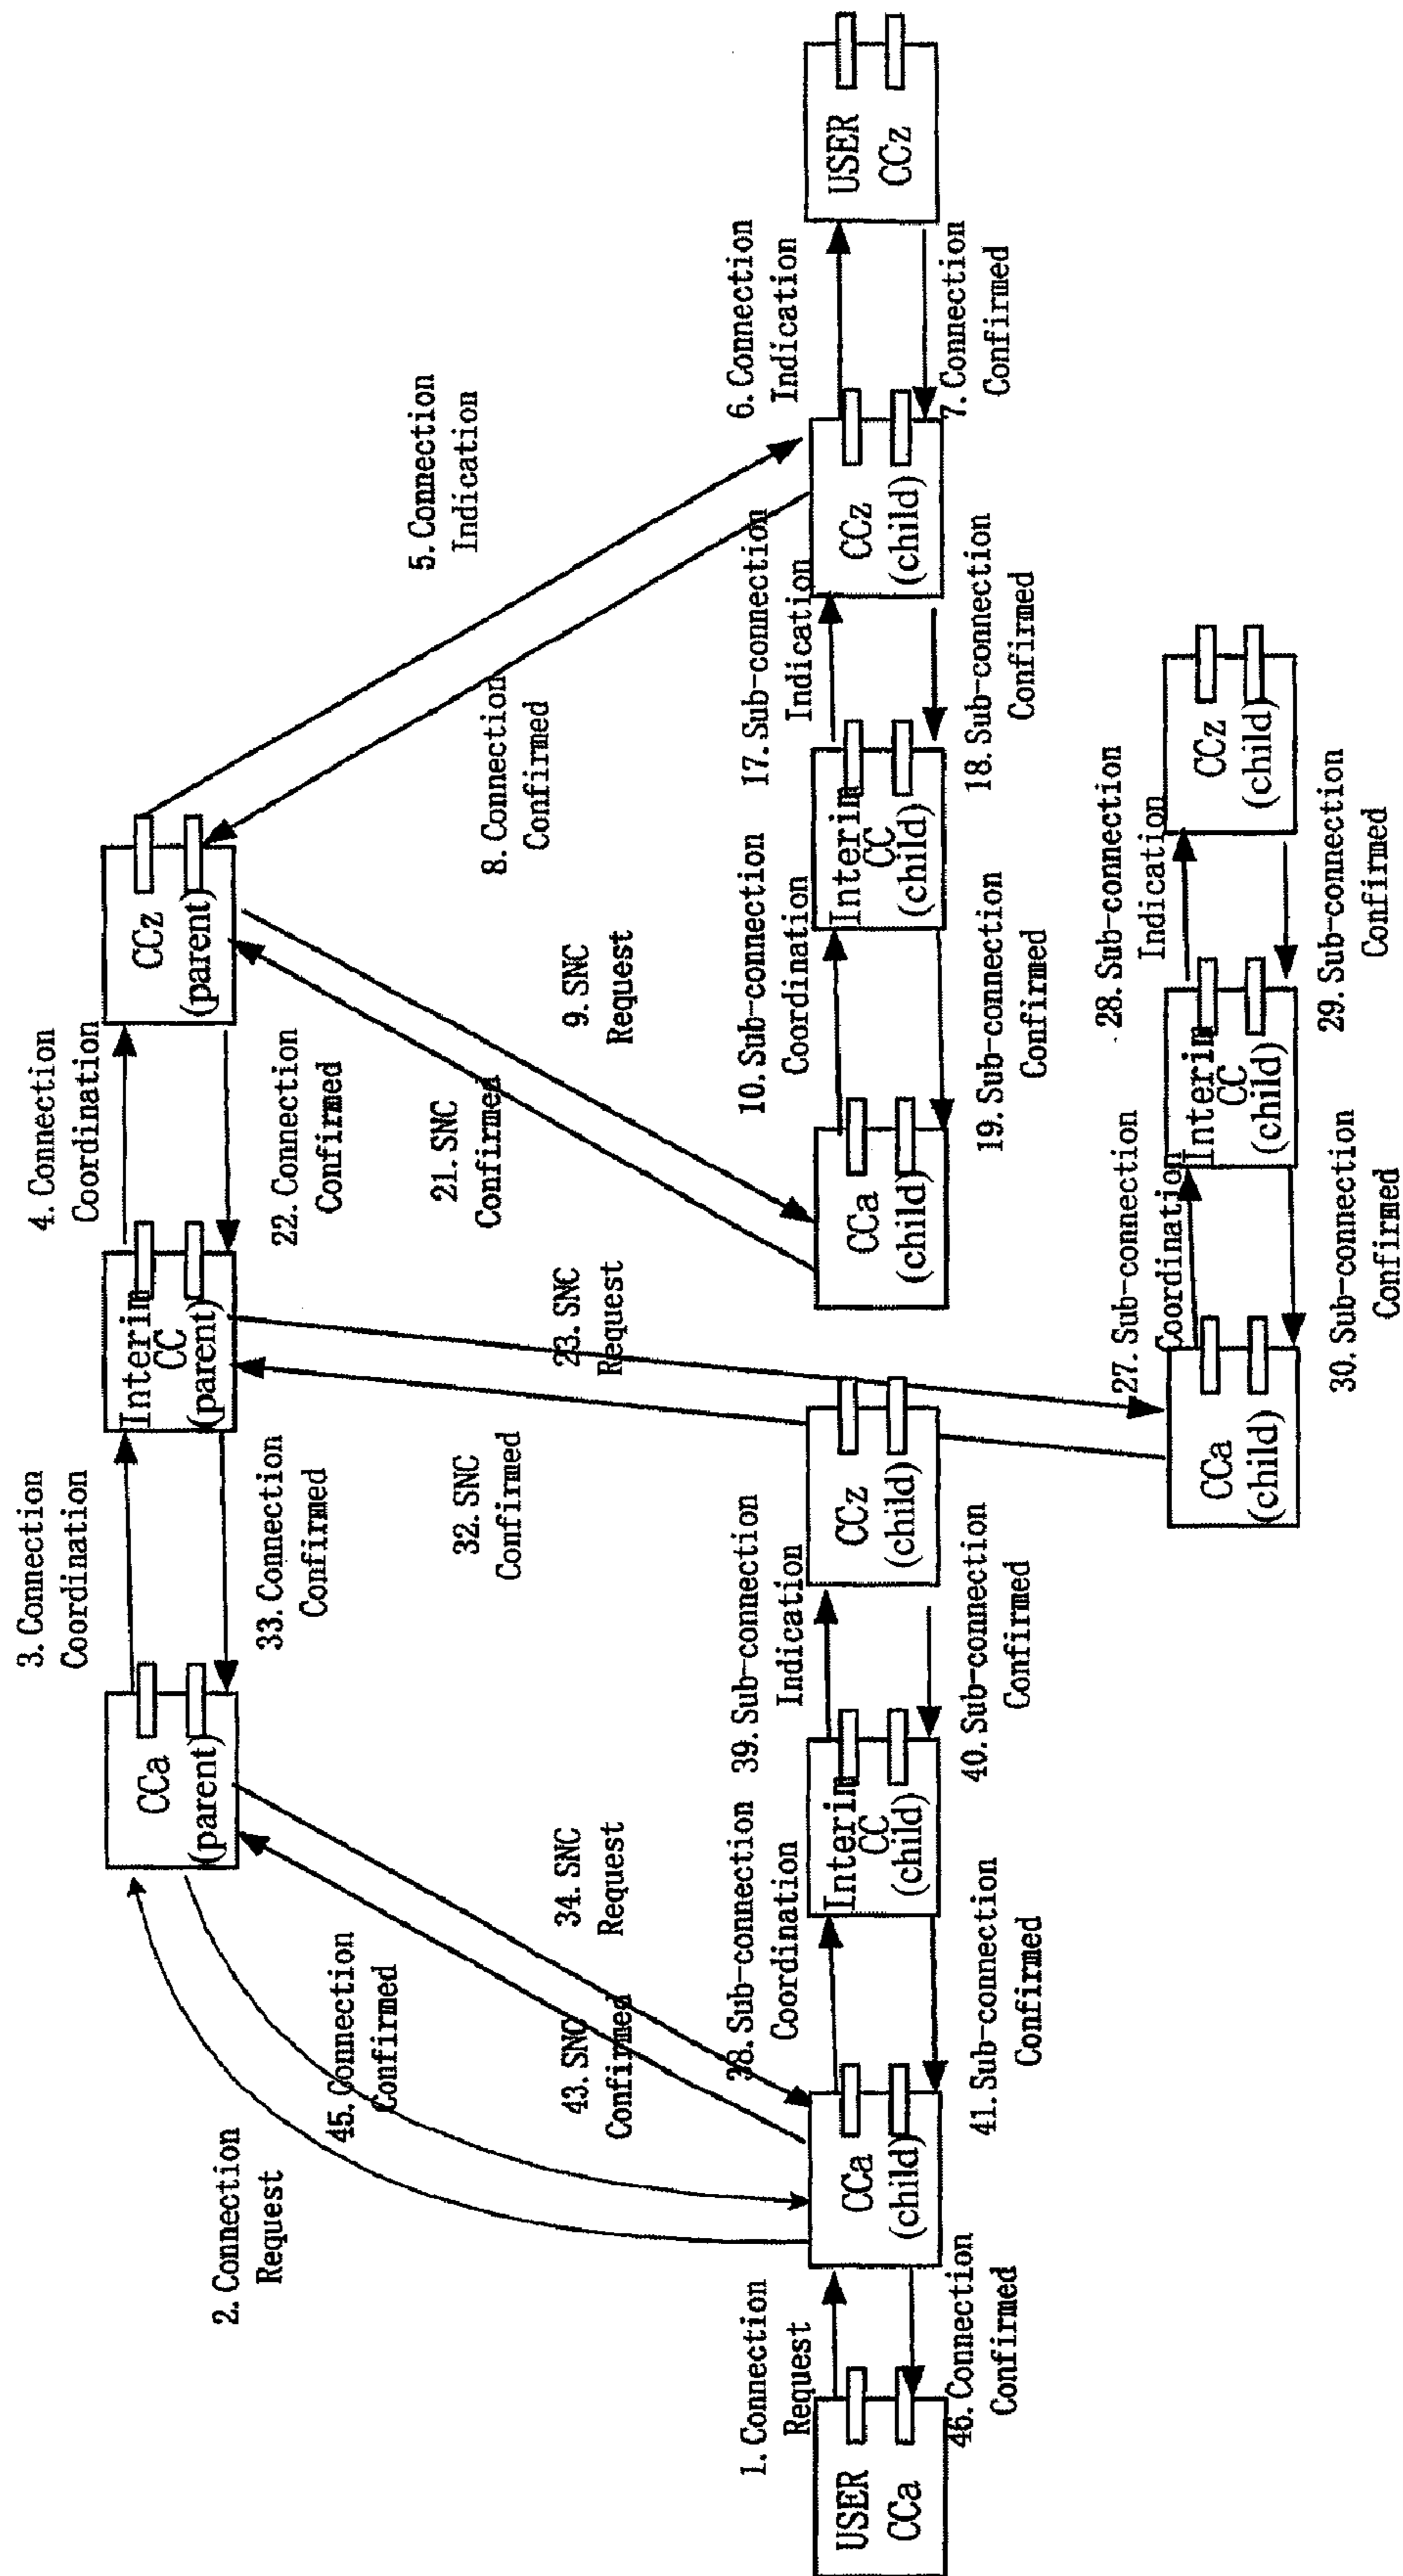 3. Connection
Coordination
4. Connection
Coordination
CCa
(parent)
Interim
CC
(parent)
CCz
(parent)
33. Connection
Confirmed
22. Connection
Confirmed
2. Connection
Request
45. Connection
Confirmed
5. Connection
Indication
32. SNC
Confirmed
21. SNC
Confirmed
8. Connection
Confirmed
43. SNC
Confirmed
34. SNC
Request
23. SNC
Request
9. SNC
Request
1. Connection
Request
38. Sub-connection
Coordination
39. Sub-connection
Indication
10. Sub-connection
Coordination
17. Sub-connection
Indication
6. Connection
Indication
USER
CCa
CCa
(child)
Interim
CC
(child)
CCz
(child)
CCa
(child)
Interim
CC
(child)
CCz
(child)
USER
CCz
46. Connection
Confirmed
41. Sub-connection
Confirmed
40. Sub-connection
Confirmed
19. Sub-connection
Confirmed
18. Sub-connection
Confirmed
7. Connection
Confirmed
27. Sub-connection
Coordination
28. Sub-connection
Indication
CCa
(child)
Interim
CC
(child)
CCz
(child)
30. Sub-connection
Confirmed
29. Sub-connection
Confirmed